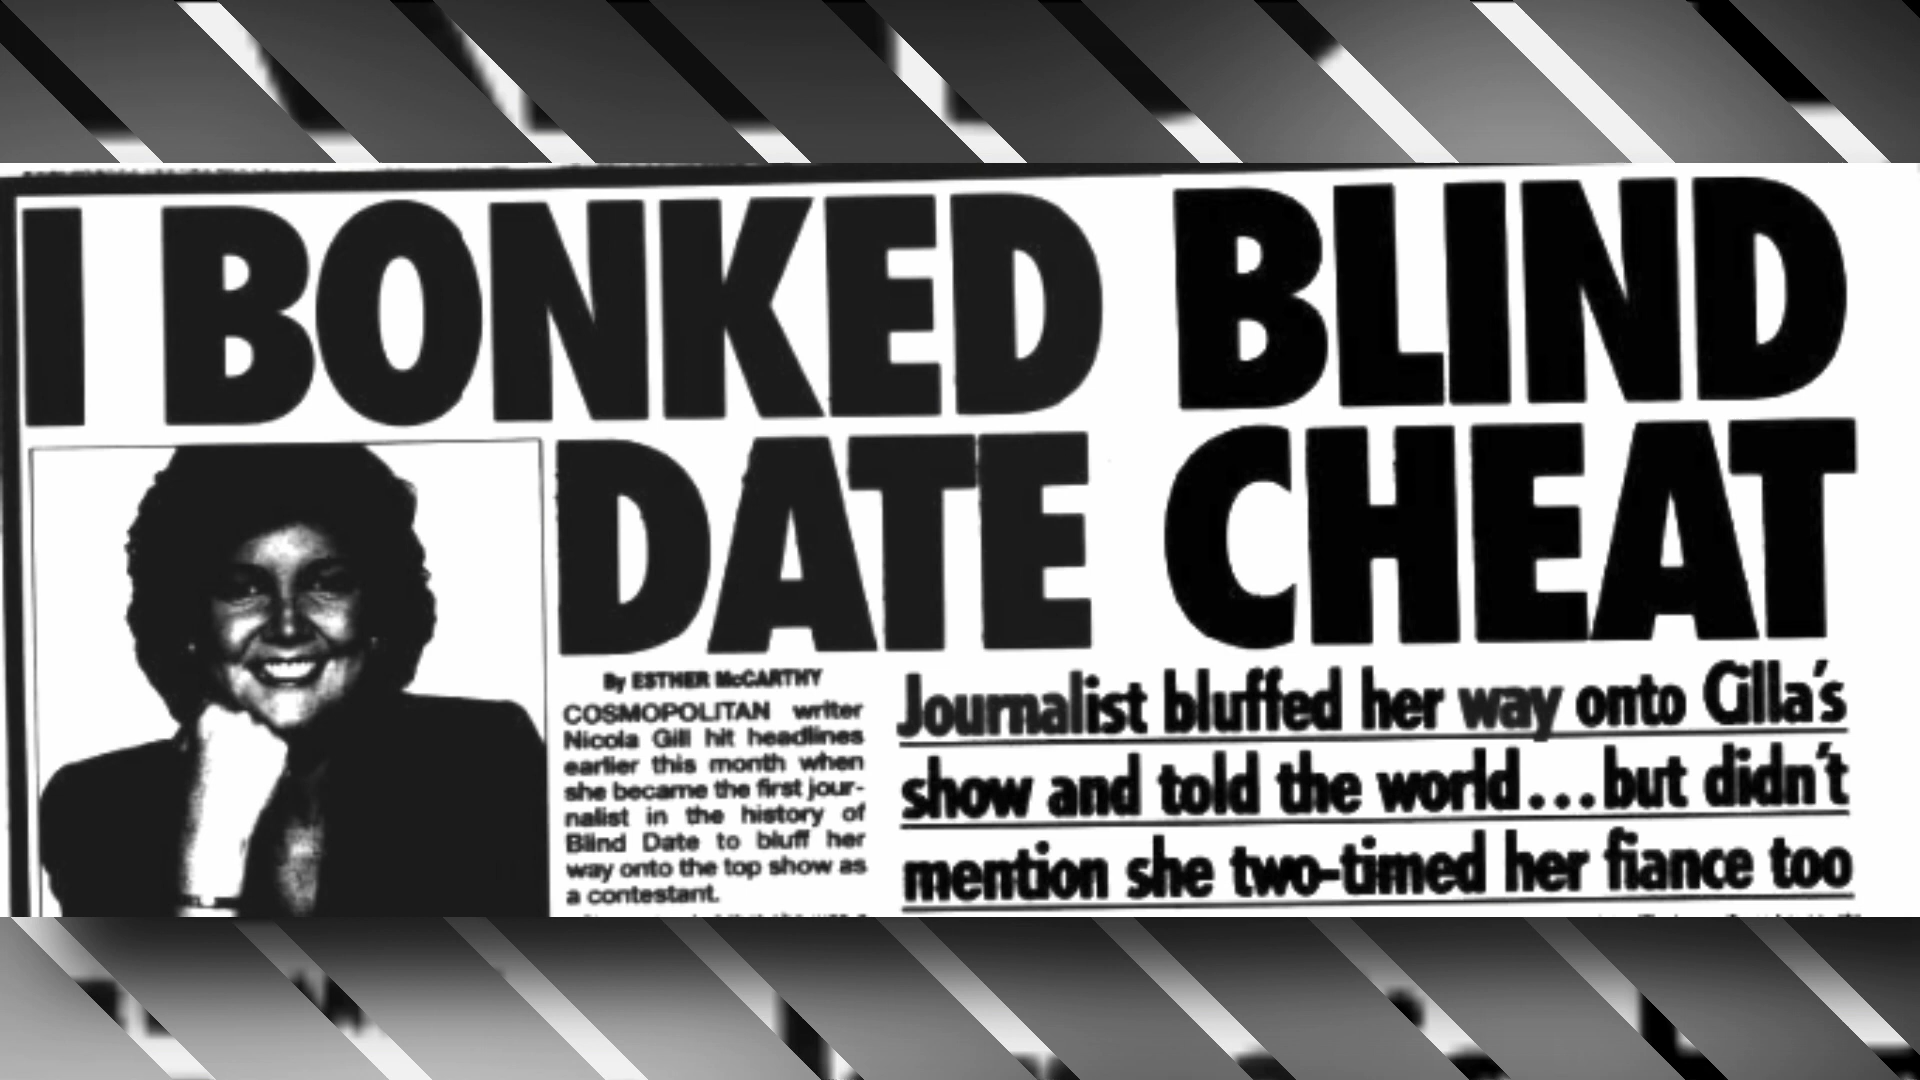 I BONKED BLIND
DATE CHEAT
By ESTHER McCARTHY
COSMOPOLITAN writer
Nicola Gill hit headlines
earlier this month when
she became the first jour-
nalist in the history of
Blind Date to bluff her
way onto the top show as
a contestant.
Journalist bluffed her way onto Cilla's
show and told the world...but didn't
mention she two-timed her fiance too